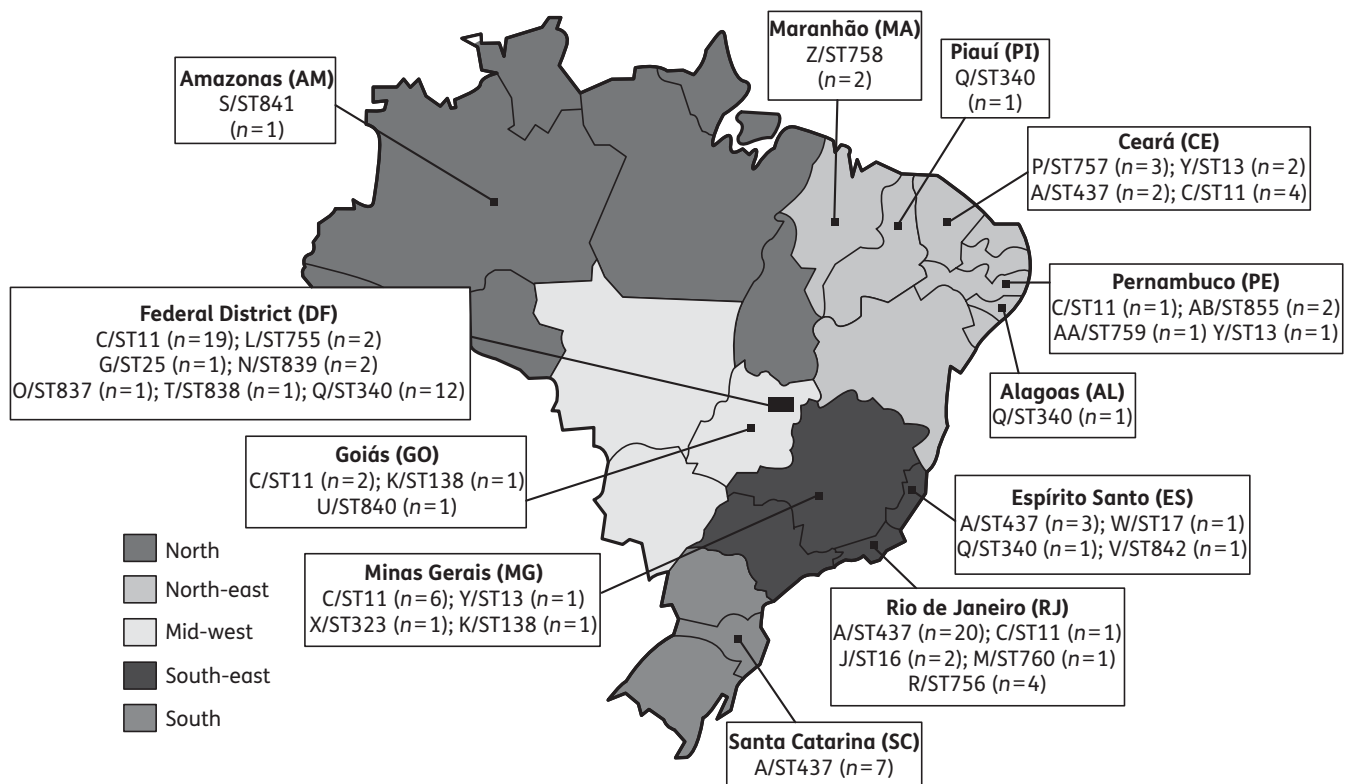 Maranhão (MA)
Z/ST758
(n=2)
Piauí (PI)
Q/ST340
(n=1)
Amazonas (AM)
S/ST841
(n=1)
Ceará (CE)
P/ST757 (n=3); Y/ST13 (n=2)
A/ST437 (n=2); C/ST11 (n=4)
Pernambuco (PE)
C/ST11 (n=1); AB/ST855 (n=2)
AA/ST759 (n=1) Y/ST13 (n=1)
Federal District (DF)
C/ST11 (n=19); L/ST755 (n=2)
G/ST25 (n=1); N/ST839 (n=2)
O/ST837 (n=1); T/ST838 (n=1); Q/ST340 (n=12)
Alagoas (AL)
Q/ST340 (n=1)
Goiás (GO)
C/ST11 (n=2); K/ST138 (n=1)
U/ST840 (n=1)
Espírito Santo (ES)
A/ST437 (n=3); W/ST17 (n=1)
Q/ST340 (n=1); V/ST842 (n=1)
Minas Gerais (MG)
C/ST11 (n=6); Y/ST13 (n=1)
X/ST323 (n=1); K/ST138 (n=1)
Rio de Janeiro (RJ)
A/ST437 (n=20); C/ST11 (n=1)
J/ST16 (n=2); M/ST760 (n=1)
R/ST756 (n=4)
Santa Catarina (SC)
A/ST437 (n=7)
North
North-east
Mid-west
South-east
South